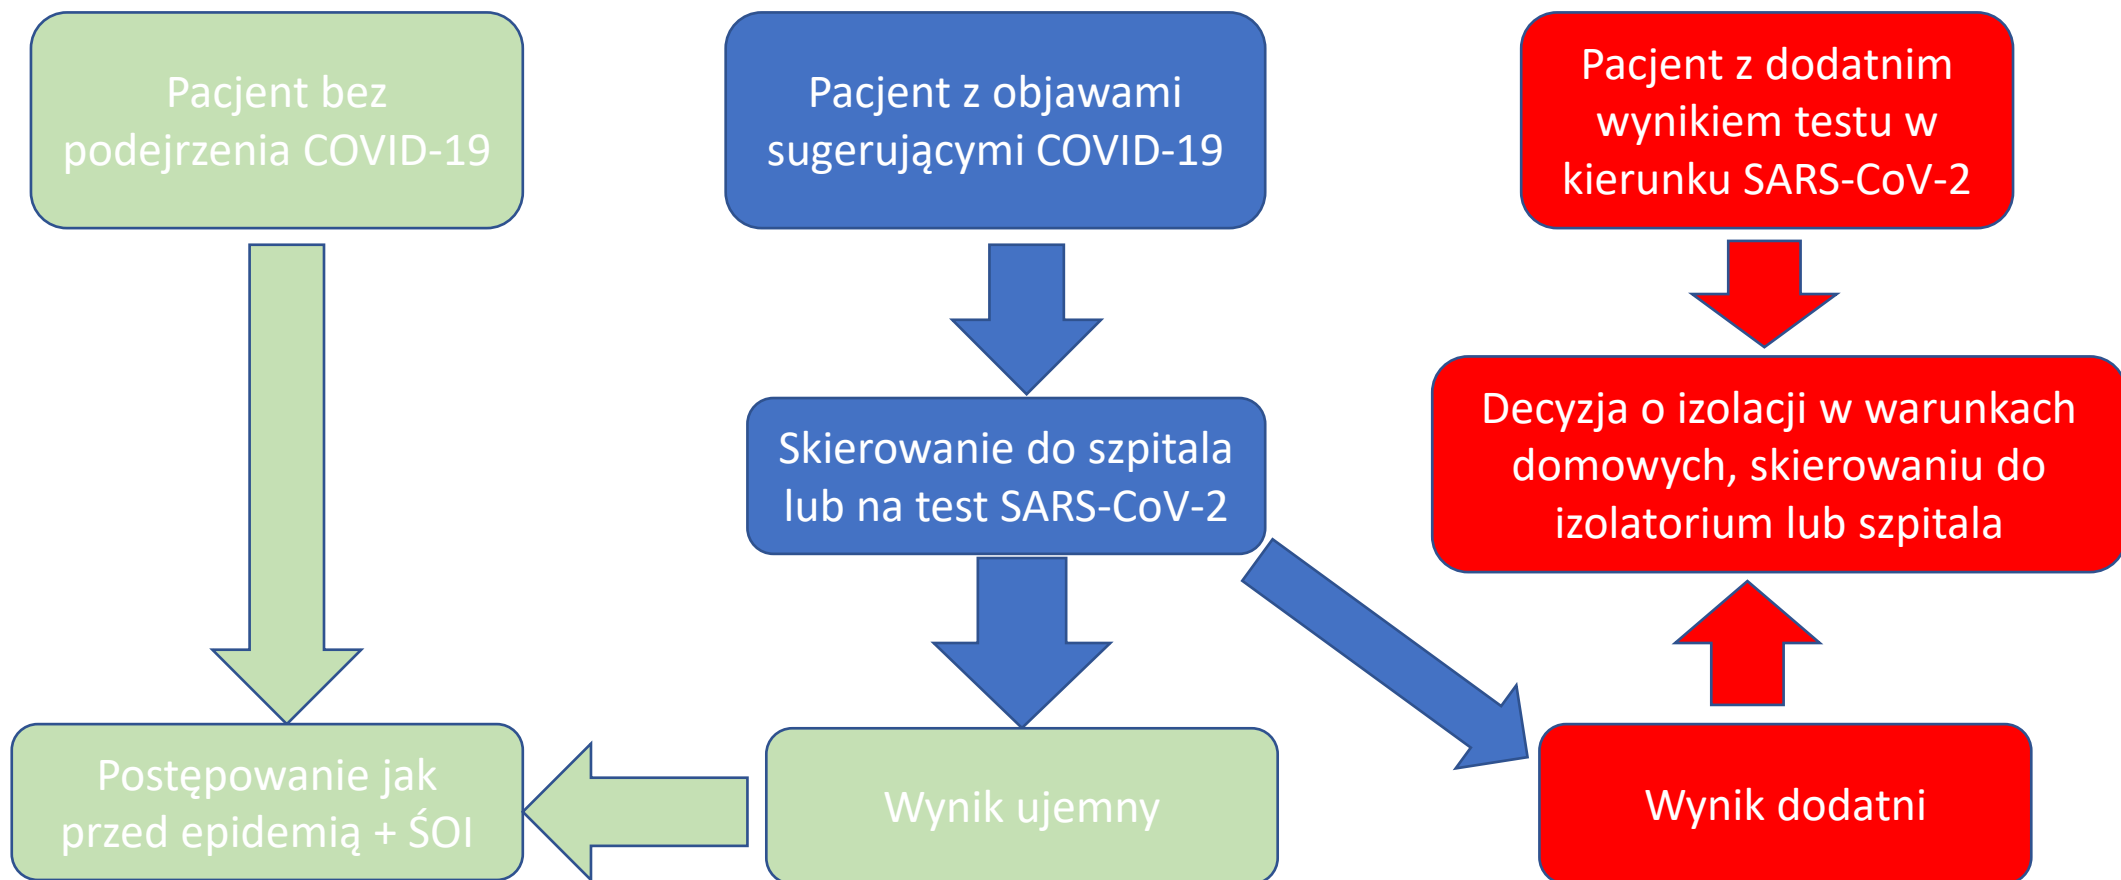 Pacjent bez
podejrzenia COVID-19
Pacjent z objawami
sugerującymi COVID-19
Pacjent z dodatnim
wynikiem testu w
kierunku SARS-CoV-2
Skierowanie do szpitala
lub na test SARS-CoV-2
Decyzja o izolacji w warunkach
domowych, skierowaniu do
izolatorium lub szpitala
Postępowanie jak
przed epidemią + ŚOI
Wynik ujemny
Wynik dodatni